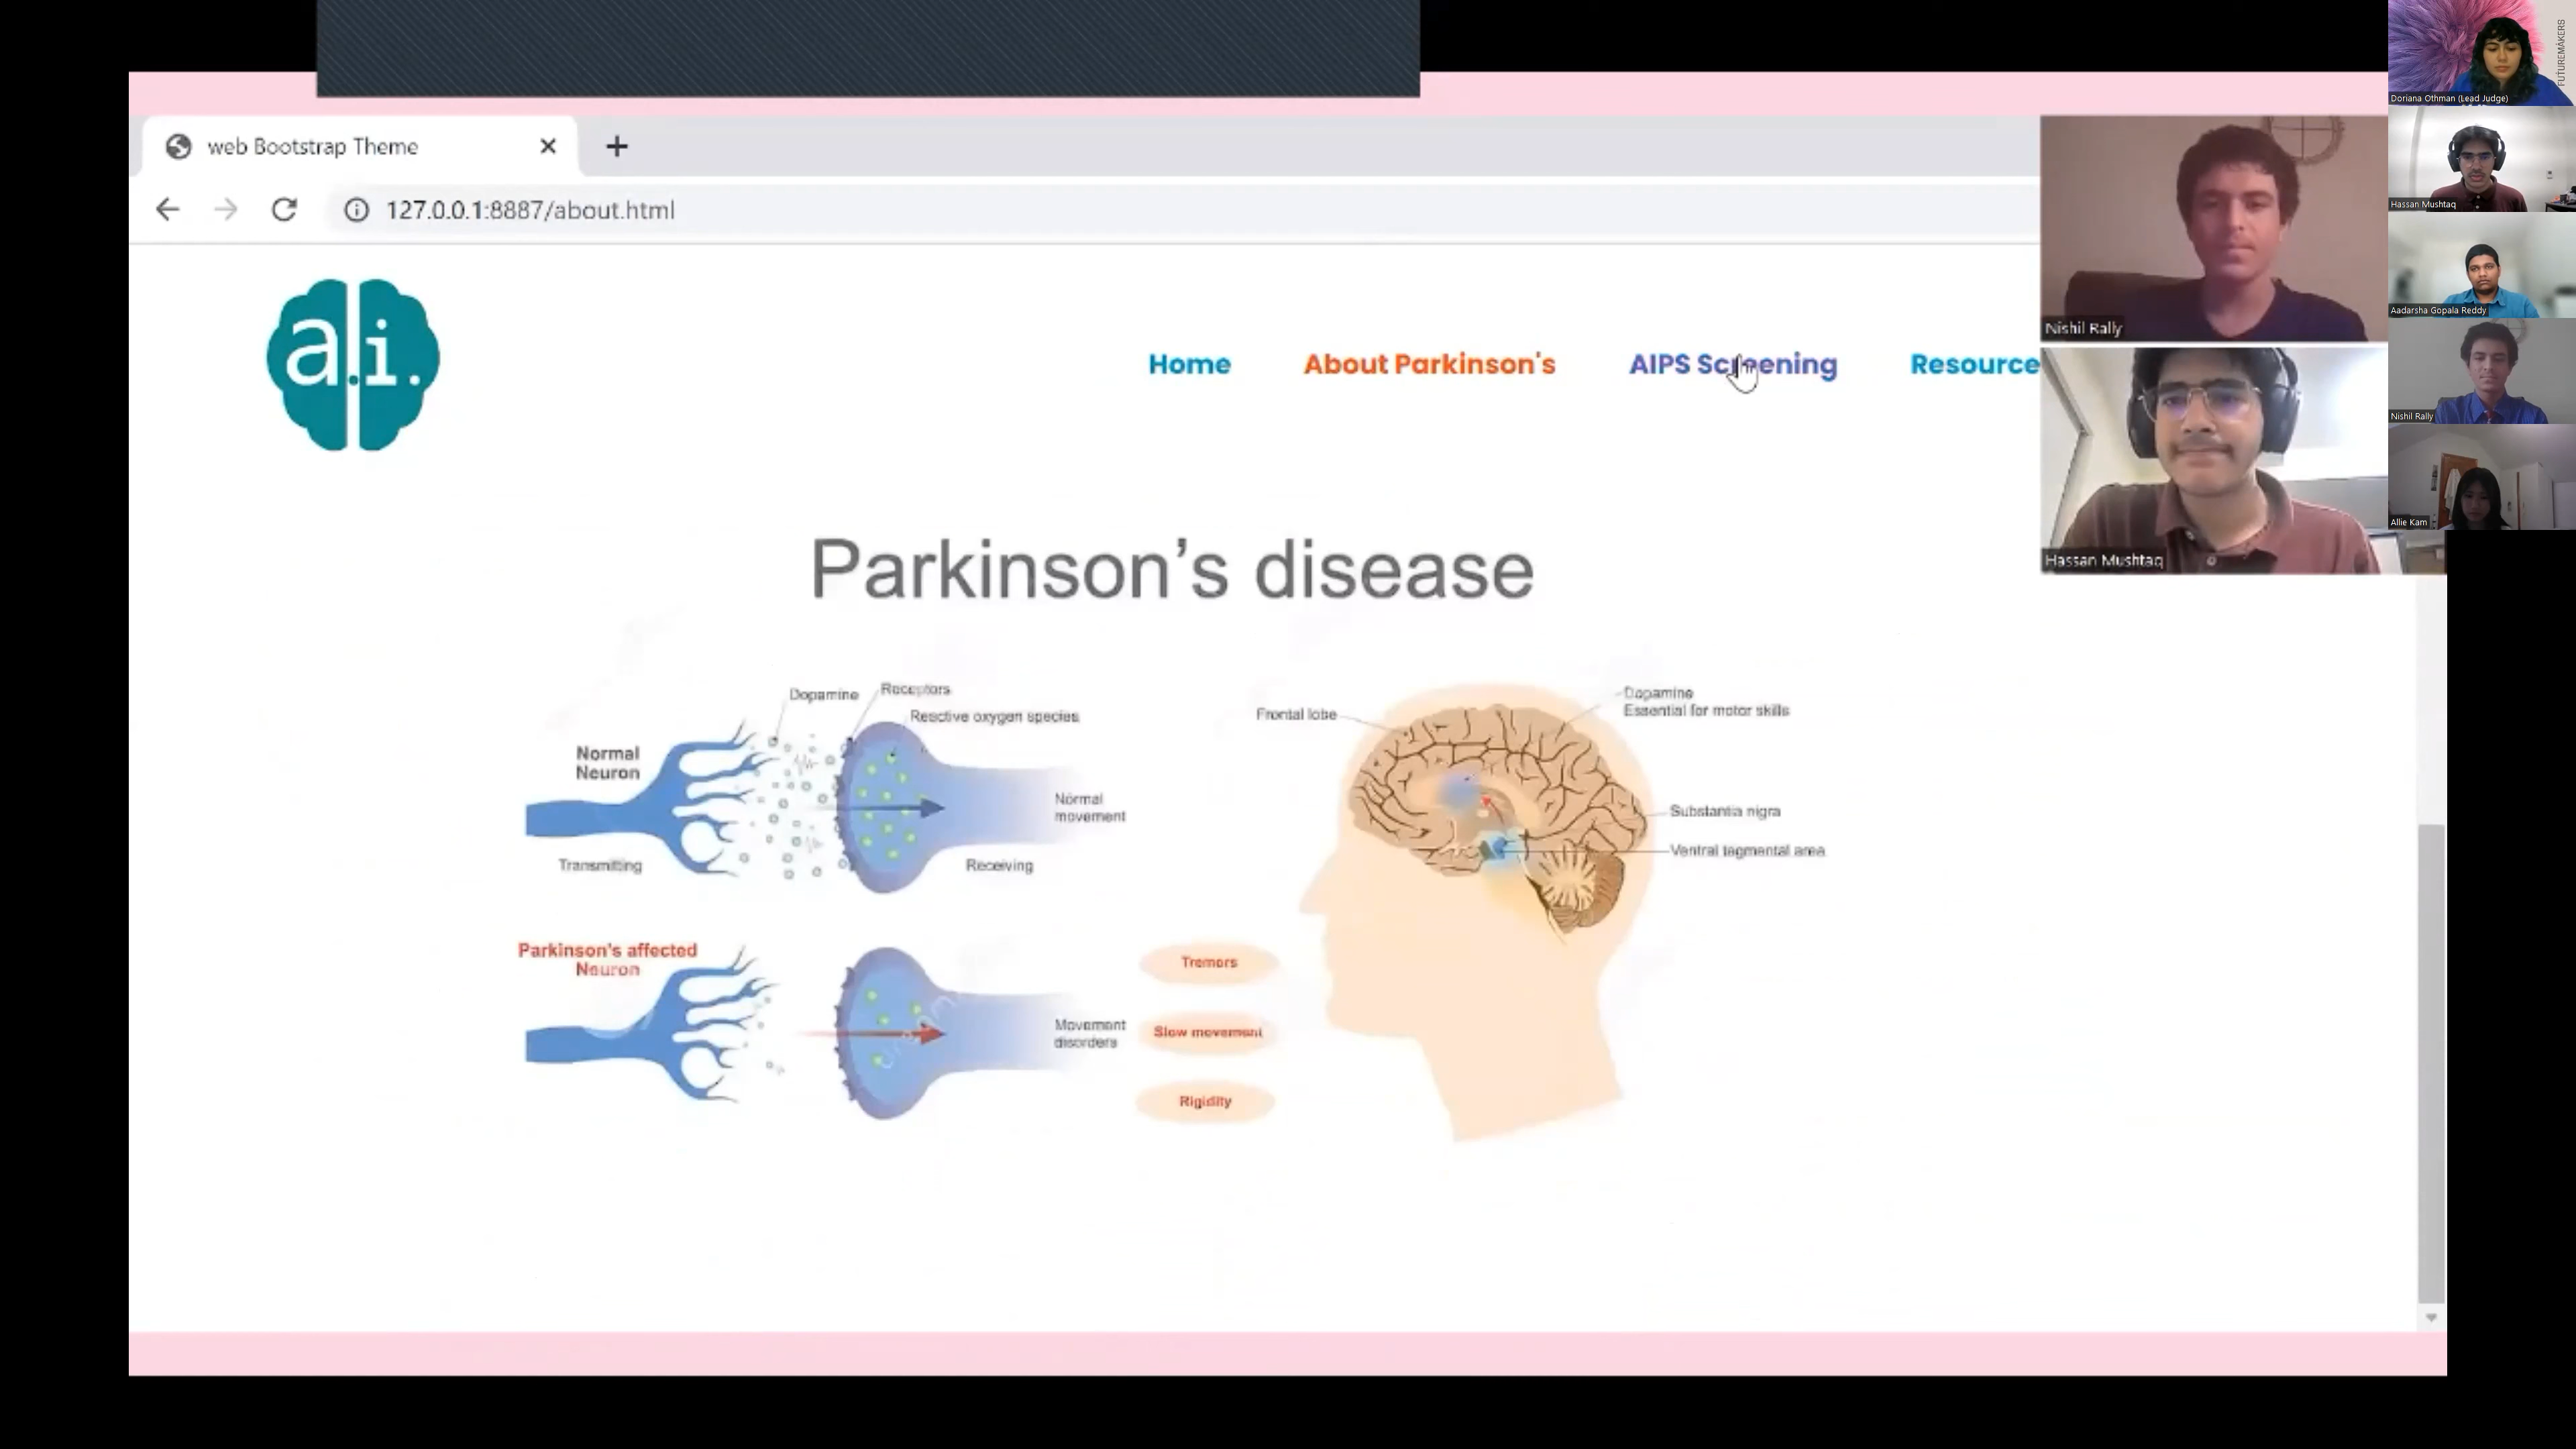 web Bootstrap Theme
127.0.0.1:8887/about.html
a.i.
Home About Parkinson's AIPS Screening Resource
Parkinson's disease
Dopamine
Receptors
Reactive oxygen species
Normal
Neuron
Transmitting
Normal
movement
Receiving
Parkinson's affected
Neuron
Movement
disorders
Tremors
Slow movement
Rigidity
Frontal lobe
Dopamine
Essential for motor skills
Substantia nigra
Ventral tagmental area
Nishil Rally
Hassan Mushtaq
FUTUREMAKERS
Doriana Othman (Lead Judge)
Hassan Mushtaq
Aadarsha Gopala Reddy
Nishil Rally
Allie Kam